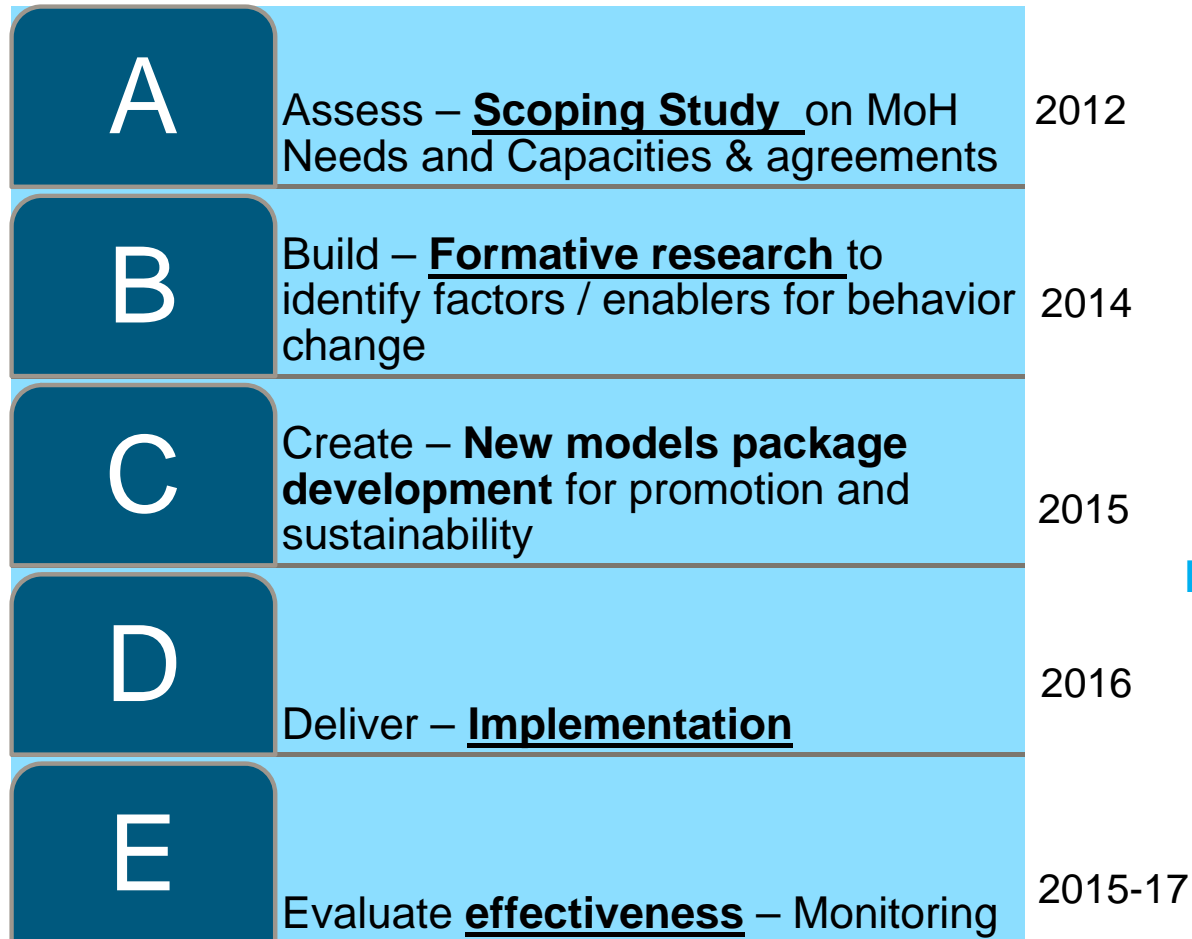 A
Assess – Scoping Study on MoH
Needs and Capacities & agreements
2012
B
Build – Formative research to
identify factors / enablers for behavior
change
2014
C
Create – New models package
development for promotion and
sustainability
2015
D
Deliver – Implementation
2016
E
Evaluate effectiveness – Monitoring
2015-17